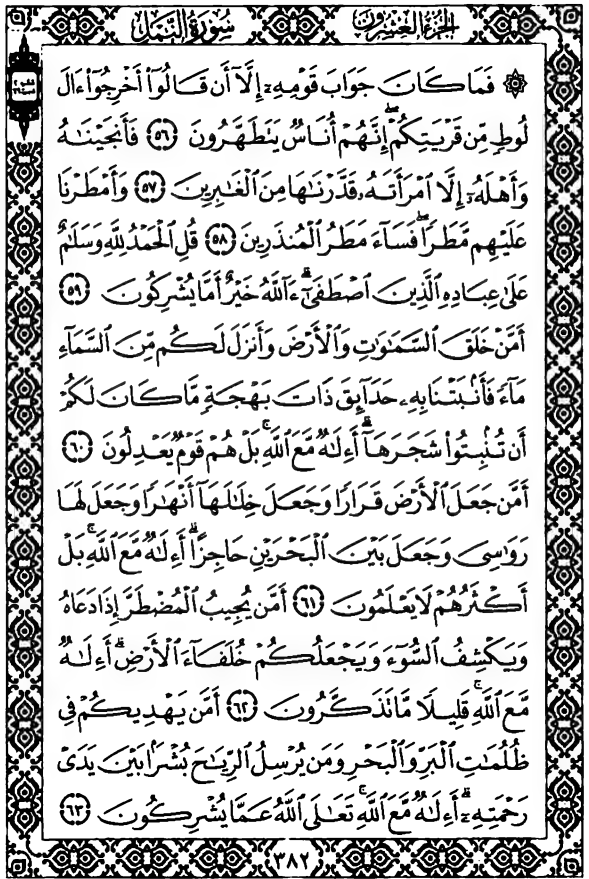 الجزء العشرون
سورة النمل
۞ فَمَا كَانَ جَوَابَ قَوْمِهِۦٓ إِلَّآ أَن قَالُوٓا۟ أَخْرِجُوٓا۟ ءَالَ
لُوطٍۢ مِّن قَرْيَتِكُمْ ۖ إِنَّهُمْ أُنَاسٌۭ يَتَطَهَّرُونَ ٥٦ فَأَنجَيْنَٰهُ
وَأَهْلَهُۥٓ إِلَّا ٱمْرَأَتَهُۥ قَدَّرْنَٰهَا مِنَ ٱلْغَٰبِرِينَ ٥٧ وَأَمْطَرْنَا
عَلَيْهِم مَّطَرًۭا ۖ فَسَآءَ مَطَرُ ٱلْمُنذَرِينَ ٥٨ قُلِ ٱلْحَمْدُ لِلَّهِ وَسَلَٰمٌ
عَلَىٰ عِبَادِهِ ٱلَّذِينَ ٱصْطَفَىٰٓ ۗ ءَآللَّهُ خَيْرٌ أَمَّا يُشْرِكُونَ ٥٩
أَمَّنْ خَلَقَ ٱلسَّمَٰوَٰتِ وَٱلْأَرْضَ وَأَنزَلَ لَكُم مِّنَ ٱلسَّمَآءِ
مَآءًۭ فَأَنۢبَتْنَا بِهِۦ حَدَآئِقَ ذَاتَ بَهْجَةٍۢ مَّا كَانَ لَكُمْ
أَن تُنۢبِتُوا۟ شَجَرَهَآ ۗ أَءِلَٰهٌۭ مَّعَ ٱللَّهِ ۚ بَلْ هُمْ قَوْمٌۭ يَعْدِلُونَ ٦٠
أَمَّن جَعَلَ ٱلْأَرْضَ قَرَارًۭا وَجَعَلَ خِلَٰلَهَآ أَنْهَٰرًۭا وَجَعَلَ لَهَا
رَوَٰسِىَ وَجَعَلَ بَيْنَ ٱلْبَحْرَيْنِ حَاجِزًا ۗ أَءِلَٰهٌۭ مَّعَ ٱللَّهِ ۚ بَلْ
أَكْثَرُهُمْ لَا يَعْلَمُونَ ٦١ أَمَّن يُجِيبُ ٱلْمُضْطَرَّ إِذَا دَعَاهُ
وَيَكْشِفُ ٱلسُّوٓءَ وَيَجْعَلُكُمْ خُلَفَآءَ ٱلْأَرْضِ ۗ أَءِلَٰهٌۭ
مَّعَ ٱللَّهِ ۚ قَلِيلًۭا مَّا تَذَكَّرُونَ ٦٢ أَمَّن يَهْدِيكُمْ فِى
ظُلُمَٰتِ ٱلْبَرِّ وَٱلْبَحْرِ وَمَن يُرْسِلُ ٱلرِّيَٰحَ بُشْرًۢا بَيْنَ يَدَىْ
رَحْمَتِهِۦٓ ۗ أَءِلَٰهٌۭ مَّعَ ٱللَّهِ ۚ تَعَٰلَى ٱللَّهُ عَمَّا يُشْرِكُونَ ٦٣
٣٨٢